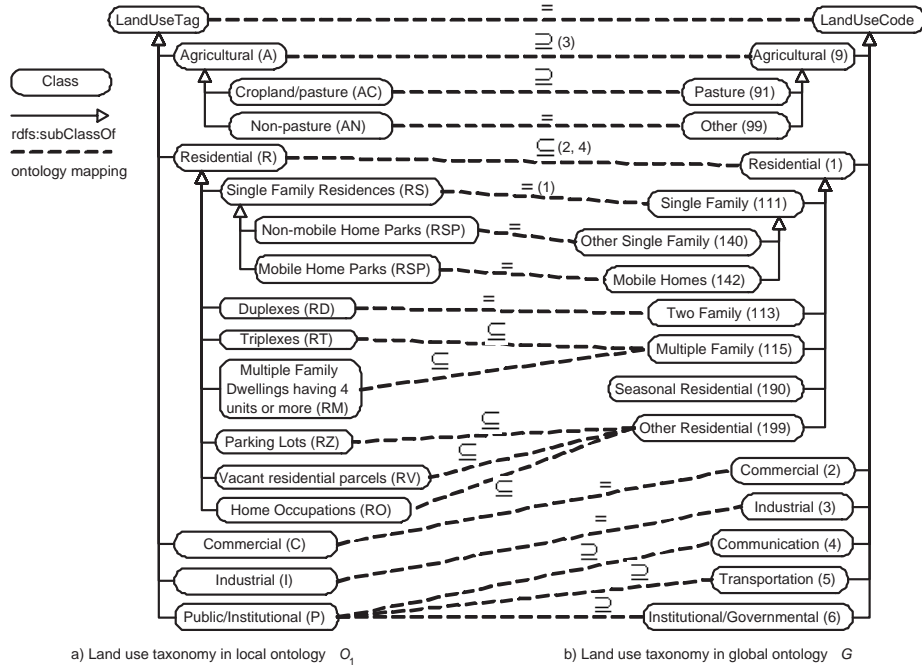 LandUseTag = LandUseCode
Agricultural (A) ⊇ (3) Agricultural (9)
Class
Cropland/pasture (AC) ⊇ Pasture (91)
rdfs:subClassOf
Non-pasture (AN) = Other (99)
ontology mapping
Residential (R) ⊆ (2, 4) Residential (1)
Single Family Residences (RS) = (1) Single Family (111)
Non-mobile Home Parks (RSP) = Other Single Family (140)
Mobile Home Parks (RSP) = Mobile Homes (142)
Duplexes (RD) = Two Family (113)
Triplexes (RT) ⊆ Multiple Family (115)
Multiple Family
Dwellings having 4
units or more (RM)
⊆
Seasonal Residential (190)
Parking Lots (RZ) ⊆ Other Residential (199)
Vacant residential parcels (RV) ⊆
Home Occupations (RO) ⊆
Commercial (C) = Commercial (2)
Industrial (I) = Industrial (3)
Public/Institutional (P) ⊇ Communication (4)
⊇ Transportation (5)
⊇ Institutional/Governmental (6)
a) Land use taxonomy in local ontology O1
b) Land use taxonomy in global ontology G